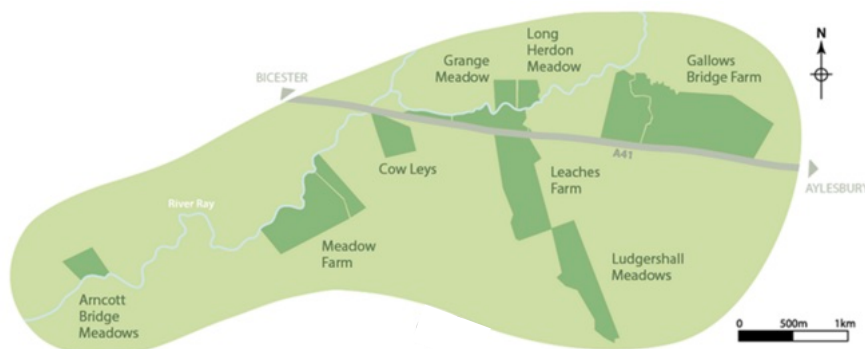 Long
Herdon
Meadow
Grange
Meadow
Gallows
Bridge Farm
N
BICESTER
A41
AYLESBURY
Cow Leys
Leaches
Farm
River Ray
Meadow
Farm
Ludgershall
Meadows
Arncott
Bridge
Meadows
0 500m 1km